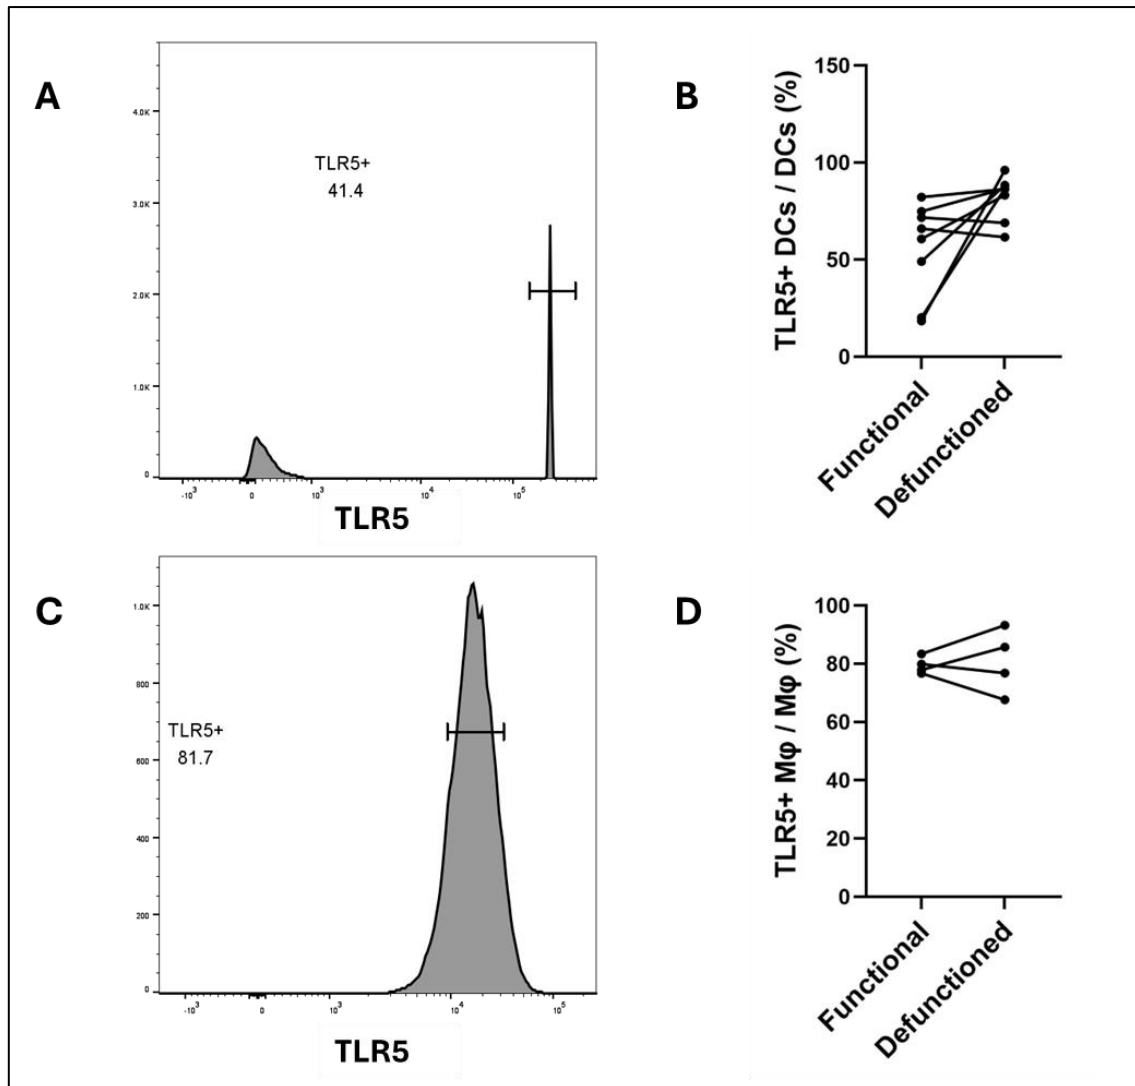 A
4.0K
3.0K
2.0K
1.0K
0
TLR5+
41.4
-10³ 0 10³ 10⁴ 10⁵
TLR5
B
TLR5+ DCs / DCs (%)
150
100
50
0
Functional
Defunctioned
C
1.0K
800
600
400
200
0
TLR5+
81.7
-10³ 0 10³ 10⁴ 10⁵
TLR5
D
TLR5+ Mφ / Mφ (%)
100
80
60
40
20
0
Functional
Defunctioned